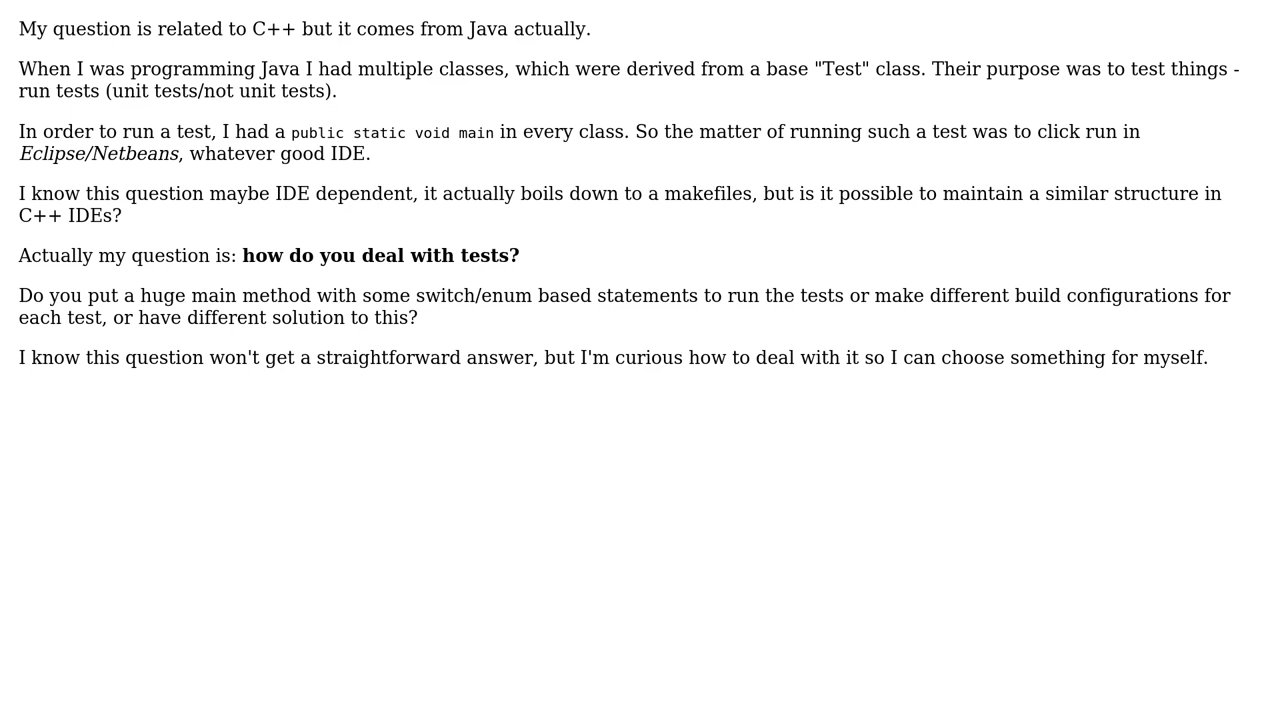 My question is related to C++ but it comes from Java actually.
When I was programming Java I had multiple classes, which were derived from a base "Test" class. Their purpose was to test things -
run tests (unit tests/not unit tests).
In order to run a test, I had a public static void main in every class. So the matter of running such a test was to click run in
Eclipse/Netbeans, whatever good IDE.
I know this question maybe IDE dependent, it actually boils down to a makefiles, but is it possible to maintain a similar structure in
C++ IDEs?
Actually my question is: how do you deal with tests?
Do you put a huge main method with some switch/enum based statements to run the tests or make different build configurations for
each test, or have different solution to this?
I know this question won't get a straightforward answer, but I'm curious how to deal with it so I can choose something for myself.